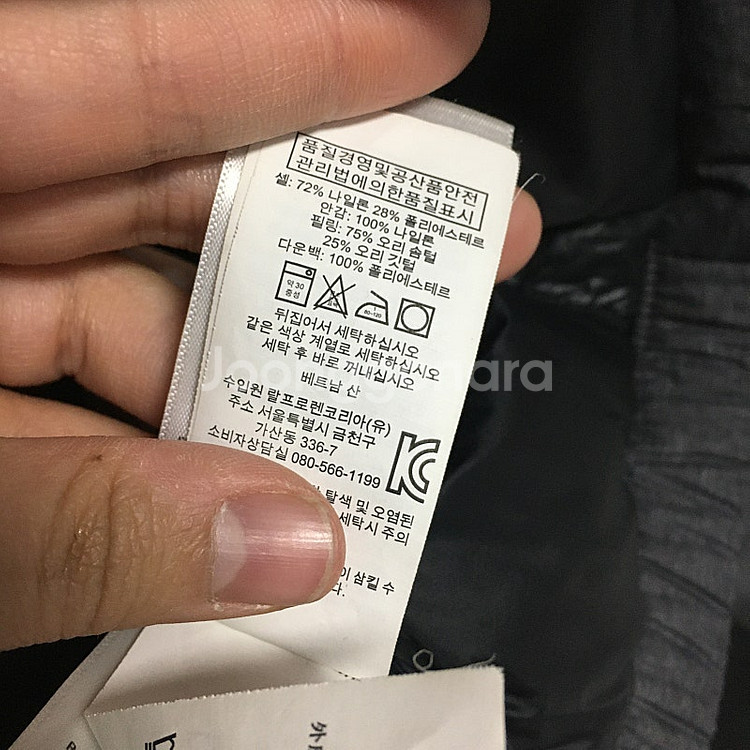 품질경영및공산품안전
관리법에의한품질표시
셀: 72% 나일론 28% 폴리에스테르
안감: 100% 나일론
필링: 75% 오리 솜털
25% 오리 깃털
다운백: 100% 폴리에스테르
약 30
중성
80~120
뒤집어서 세탁하십시오
같은 색상 계열로 세탁하십시오
세탁 후 바로 꺼내십시오
베트남 산
수입원 랄프로렌코리아(유)
주소 서울특별시 금천구
가산동 336-7
소비자상담실 080-566-1199
탈색 및 오염된
세탁시 주의
이 삼킬 수
다.